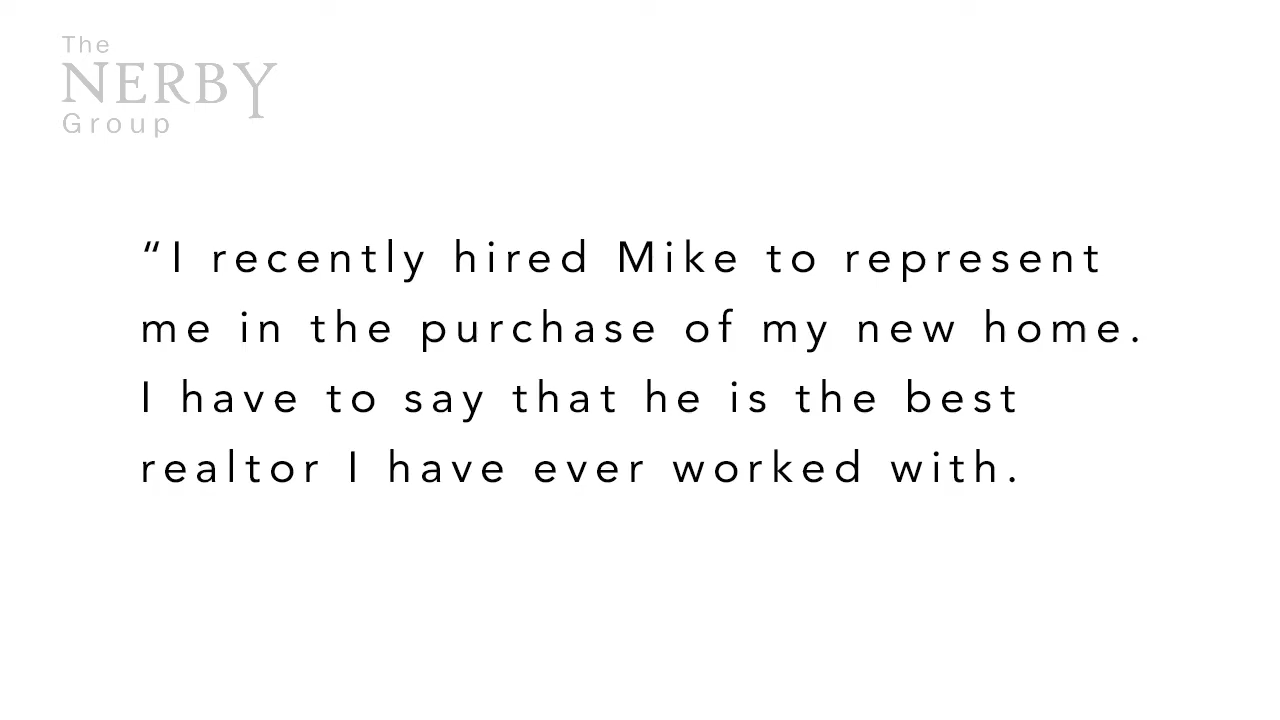 The
NERBY
Group
“I recently hired Mike to represent
me in the purchase of my new home.
I have to say that he is the best
realtor I have ever worked with.